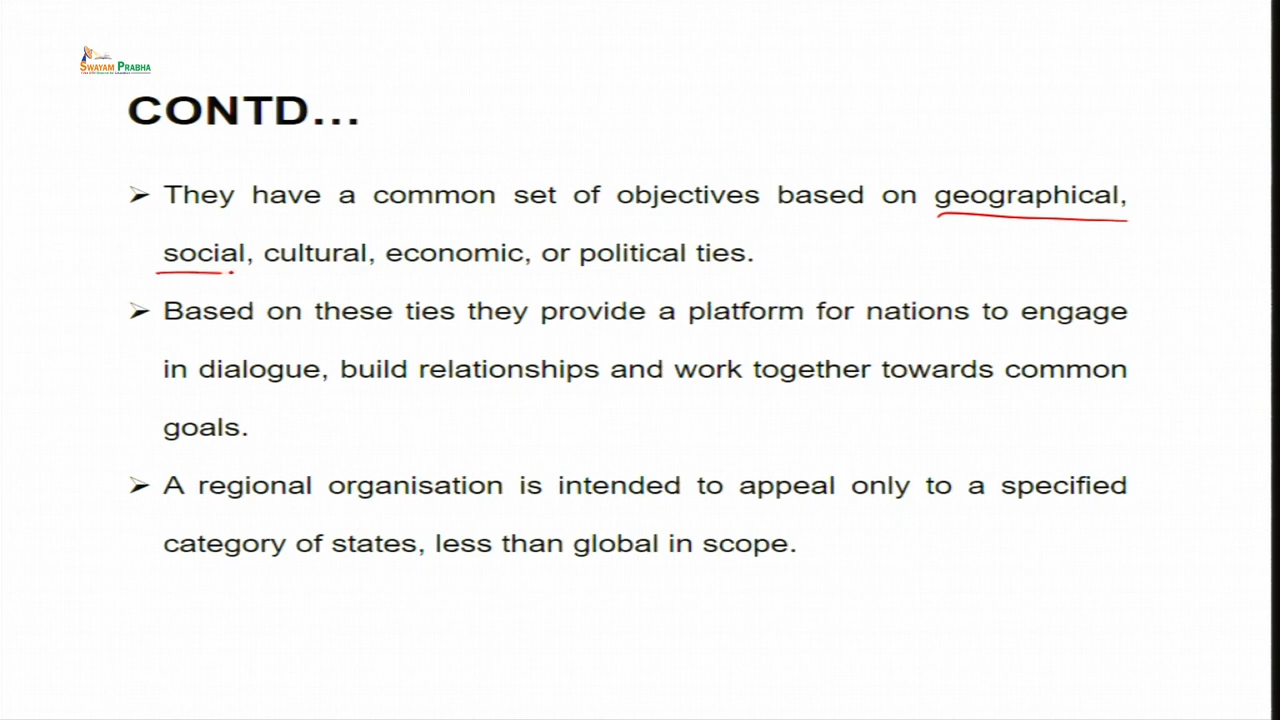 SWAYAM PRABHA
CONTD...
➢ They have a common set of objectives based on geographical,
social, cultural, economic, or political ties.
➢ Based on these ties they provide a platform for nations to engage
in dialogue, build relationships and work together towards common
goals.
➢ A regional organisation is intended to appeal only to a specified
category of states, less than global in scope.